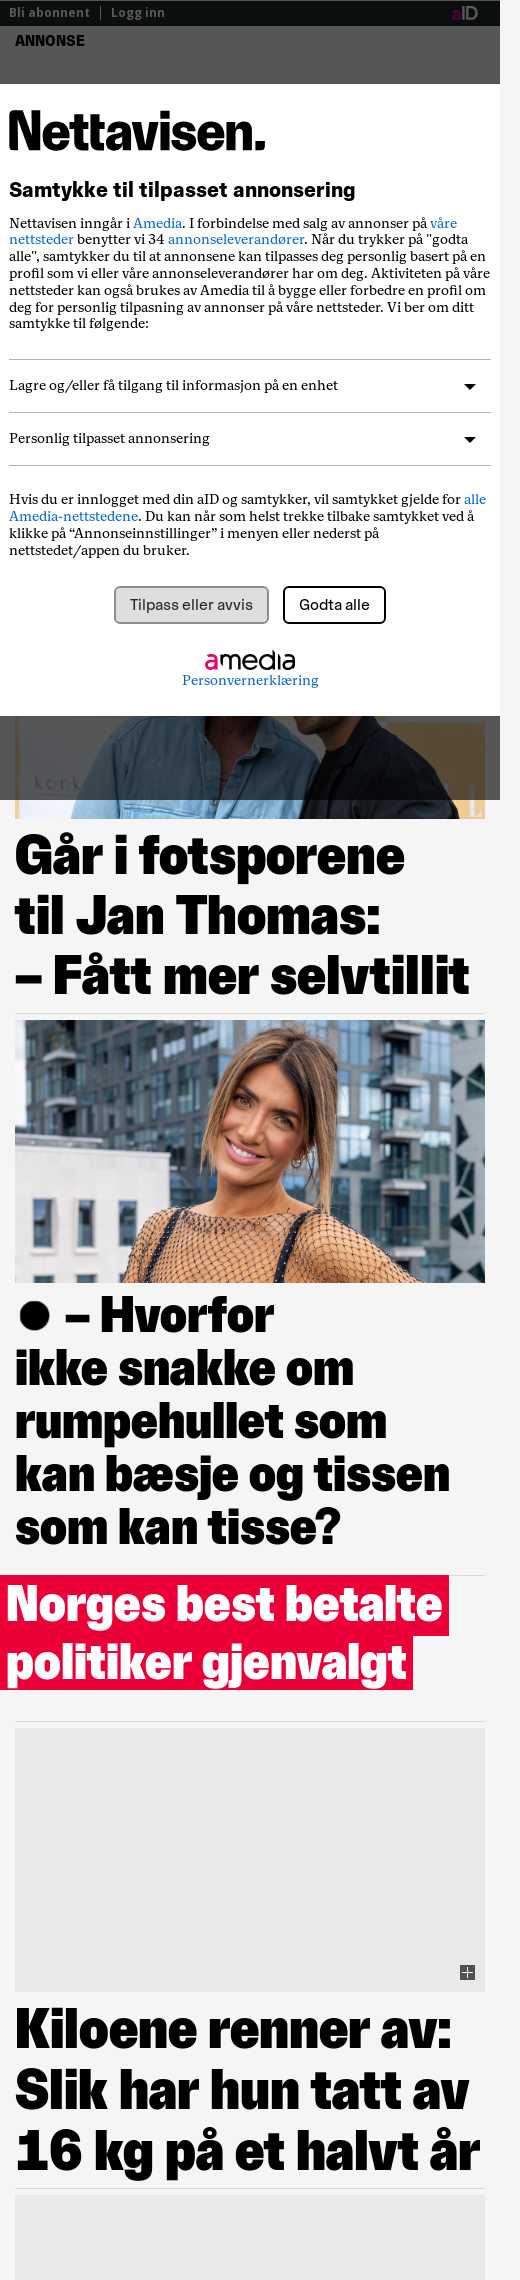 Bli abonnent | Logg inn
aID
ANNONSE
Nettavisen.
Samtykke til tilpasset annonsering
Nettavisen inngår i Amedia. I forbindelse med salg av annonser på våre
nettsteder benytter vi 34 annonseleverandører. Når du trykker på "godta
alle", samtykker du til at annonsene kan tilpasses deg personlig basert på en
profil som vi eller våre annonseleverandører har om deg. Aktiviteten på våre
nettsteder kan også brukes av Amedia til å bygge eller forbedre en profil om
deg for personlig tilpasning av annonser på våre nettsteder. Vi ber om ditt
samtykke til følgende:
Lagre og/eller få tilgang til informasjon på en enhet
Personlig tilpasset annonsering
Hvis du er innlogget med din aID og samtykker, vil samtykket gjelde for alle
Amedia-nettstedene. Du kan når som helst trekke tilbake samtykket ved å
klikke på “Annonseinnstillinger” i menyen eller nederst på
nettstedet/appen du bruker.
Tilpass eller avvis
Godta alle
amedia
Personvernerklæring
konk
Går i fotsporene
til Jan Thomas:
– Fått mer selvtillit
● – Hvorfor
ikke snakke om
rumpehullet som
kan bæsje og tissen
som kan tisse?
Norges best betalte
politiker gjenvalgt
Kiloene renner av:
Slik har hun tatt av
16 kg på et halvt år